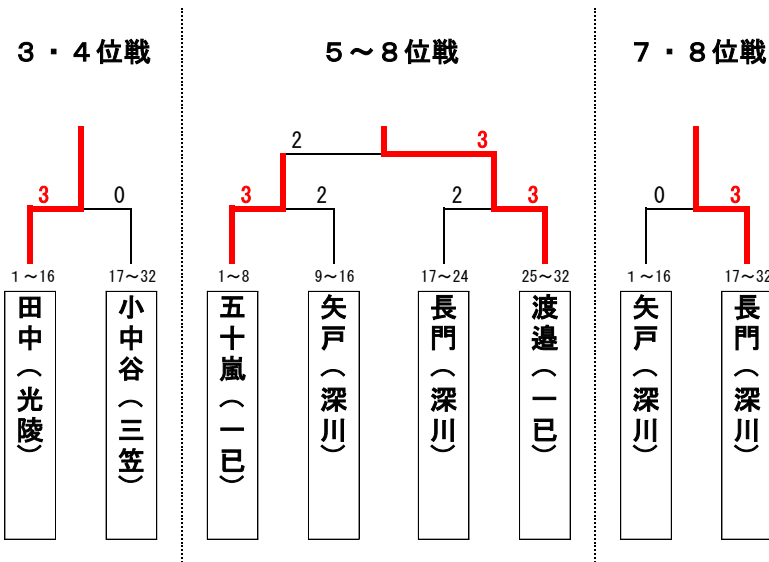 ３・４位戦
3
0
1～16
17～32
田中（光陵）
小中谷（三笠）
５～８位戦
2
3
3
2
2
3
1～8
9～16
17～24
25～32
五十嵐（一已）
矢戸（深川）
長門（深川）
渡邉（一已）
７・８位戦
0
3
1～16
17～32
矢戸（深川）
長門（深川）